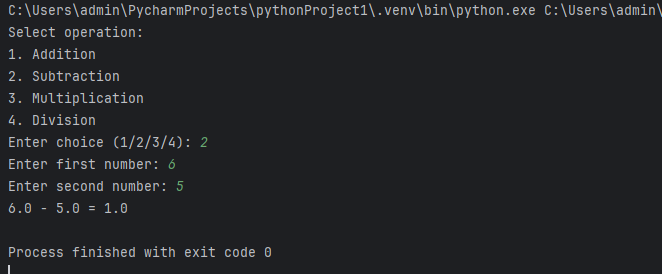 C:\Users\admin\PycharmProjects\pythonProject1\.venv\bin\python.exe C:\Users\admin\
Select operation:
1. Addition
2. Subtraction
3. Multiplication
4. Division
Enter choice (1/2/3/4): 2
Enter first number: 6
Enter second number: 5
6.0 - 5.0 = 1.0
Process finished with exit code 0